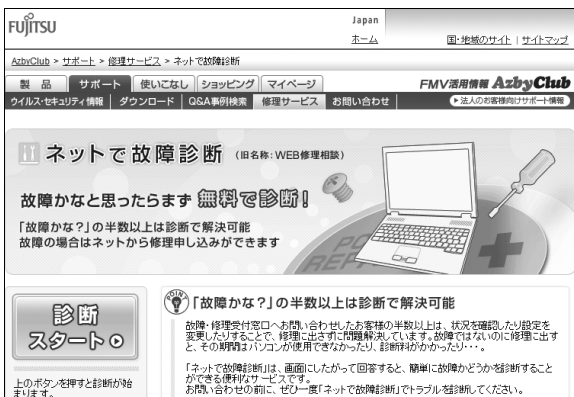 FUJITSU
Japan
ホーム
国・地域のサイト | サイトマップ
AzbyClub > サポート > 修理サービス > ネットで故障診断
製 品 サポート 使いこなし ショッピング マイページ
FMV活用情報 AzbyClub
ウイルス・セキュリティ情報 ダウンロード Q&A事例検索 修理サービス お問い合わせ
法人のお客様向けサポート情報
ネットで故障診断 (旧名称:WEB修理相談)
故障かなと思ったらまず 無料で診断!
「故障かな?」の半数以上は診断で解決可能
故障の場合はネットから修理申し込みができます
PC
REPAIR
診断
スタート
上のボタンを押すと診断が始
まります。
POINT
「故障かな?」の半数以上は診断で解決可能
故障・修理受付窓口へお問い合わせしたお客様の半数以上は、状況を確認したり設定を
変更したりすることで、修理に出さずに問題解決しています。故障ではないのに修理に出す
と、その期間はパソコンが使用できなかったり、診断料がかかったり・・・。
「ネットで故障診断」は、画面にしたがって回答すると、簡単に故障かどうかを診断すること
ができる便利なサービスです。
お問い合わせの前に、ぜひ一度「ネットで故障診断」でトラブルを診断してください。